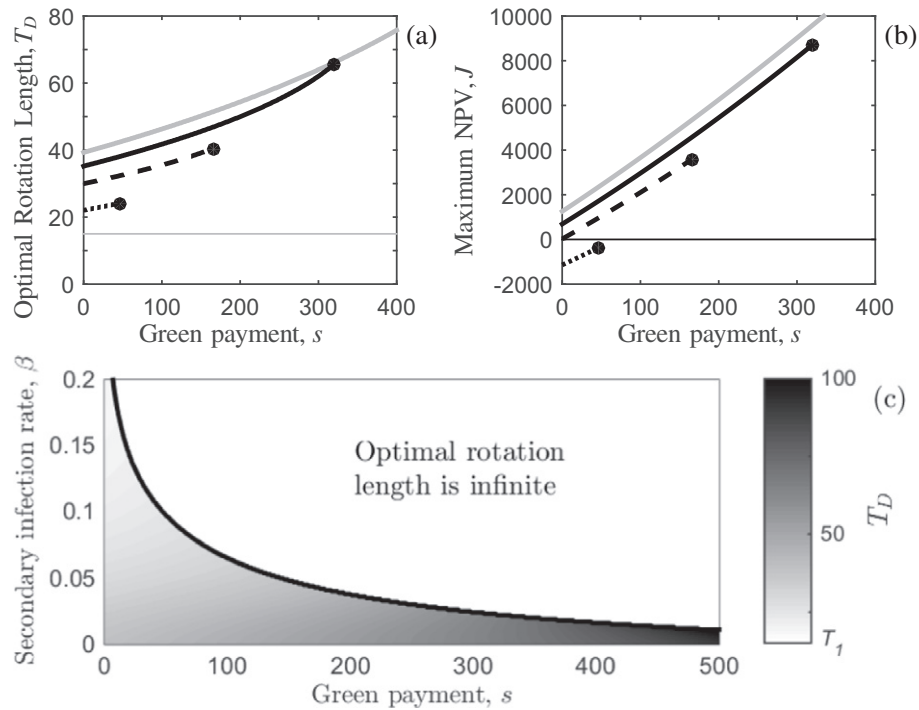 (a)
Optimal Rotation Length, T_D
80
60
40
20
0
0 100 200 300 400
Green payment, s
(b)
Maximum NPV, J
10000
8000
6000
4000
2000
0
-2000
0 100 200 300 400
Green payment, s
(c)
Secondary infection rate, β
0.2
0.15
0.1
0.05
0
Optimal rotation
length is infinite
0 100 200 300 400 500
Green payment, s
100
50
T_1
T_D